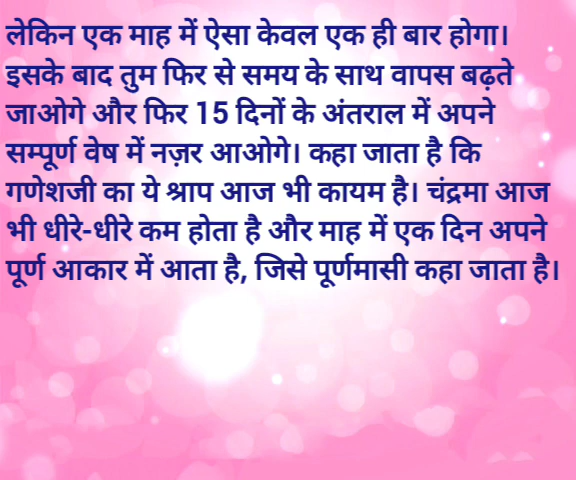 लेकिन एक माह में ऐसा केवल एक ही बार होगा।
इसके बाद तुम फिर से समय के साथ वापस बढ़ते
जाओगे और फिर 15 दिनों के अंतराल में अपने
सम्पूर्ण वेष में नज़र आओगे। कहा जाता है कि
गणेशजी का ये श्राप आज भी कायम है। चंद्रमा आज
भी धीरे-धीरे कम होता है और माह में एक दिन अपने
पूर्ण आकार में आता है, जिसे पूर्णमासी कहा जाता है।